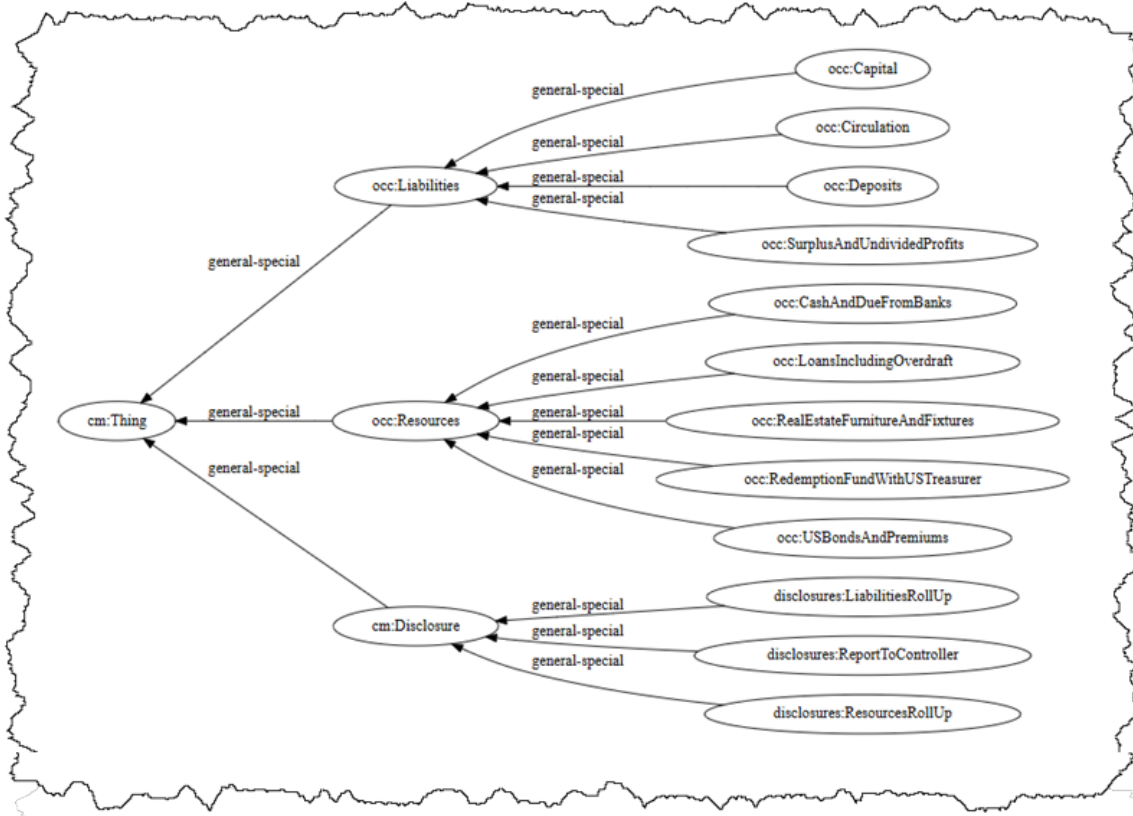 occ:Capital
general-special
occ:Circulation
general-special
occ:Liabilities
general-special
occ:Deposits
general-special
occ:SurplusAndUndividedProfits
general-special
occ:CashAndDueFromBanks
general-special
occ:LoansIncludingOverdraft
general-special
cm:Thing
general-special
occ:Resources
general-special
occ:RealEstateFurnitureAndFixtures
general-special
general-special
occ:RedemptionFundWithUSTreasurer
general-special
occ:USBondsAndPremiums
disclosures:LiabilitiesRollUp
general-special
cm:Disclosure
general-special
disclosures:ReportToController
general-special
disclosures:ResourcesRollUp